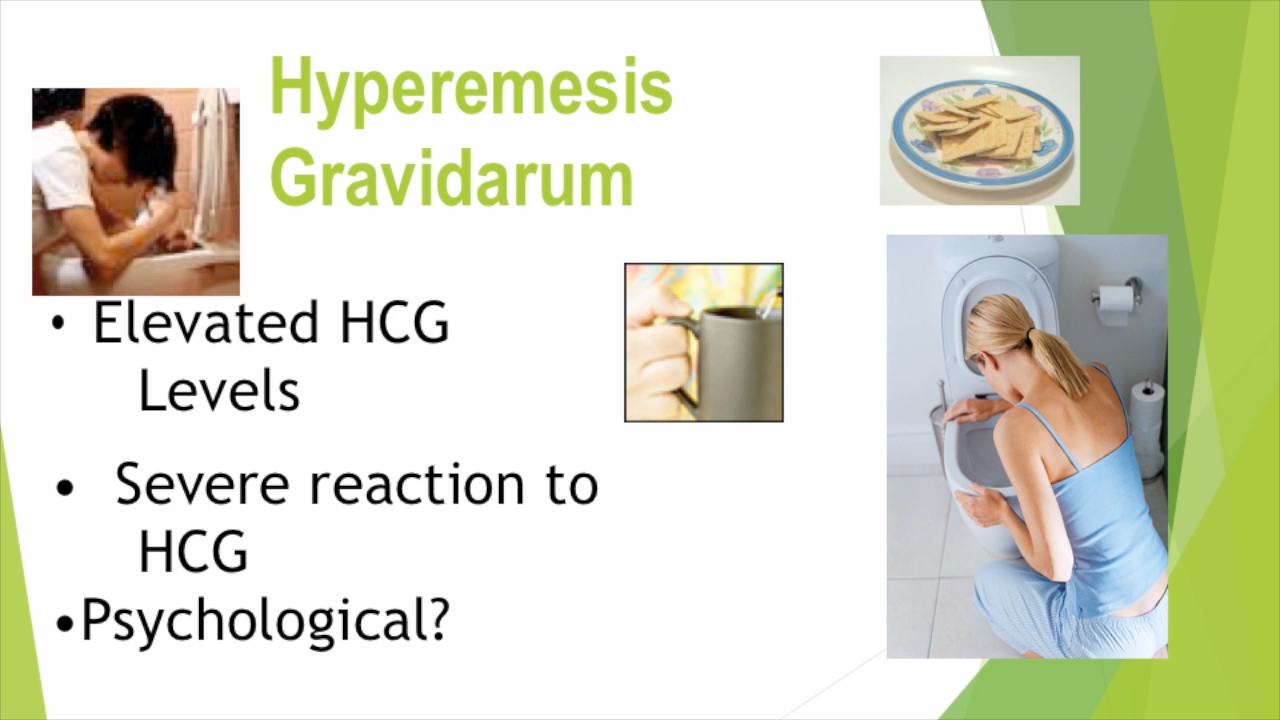 Hyperemesis
Gravidarum
• Elevated HCG
Levels
• Severe reaction to
HCG
•Psychological?